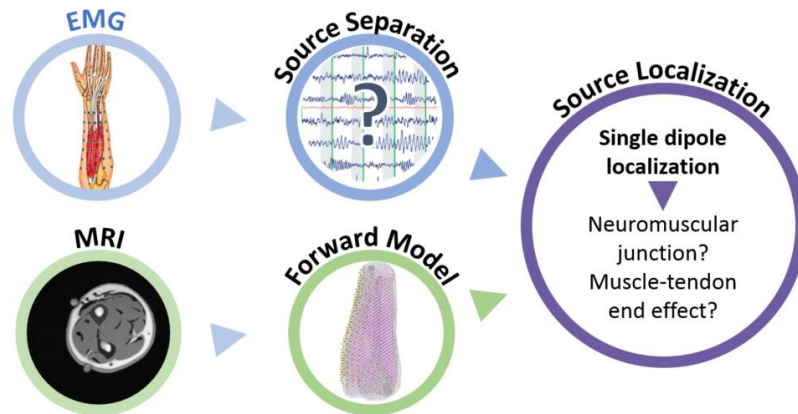 EMG
Source Separation
?
Source Localization
Single dipole
localization
Neuromuscular
junction?
Muscle-tendon
end effect?
MRI
Forward Model